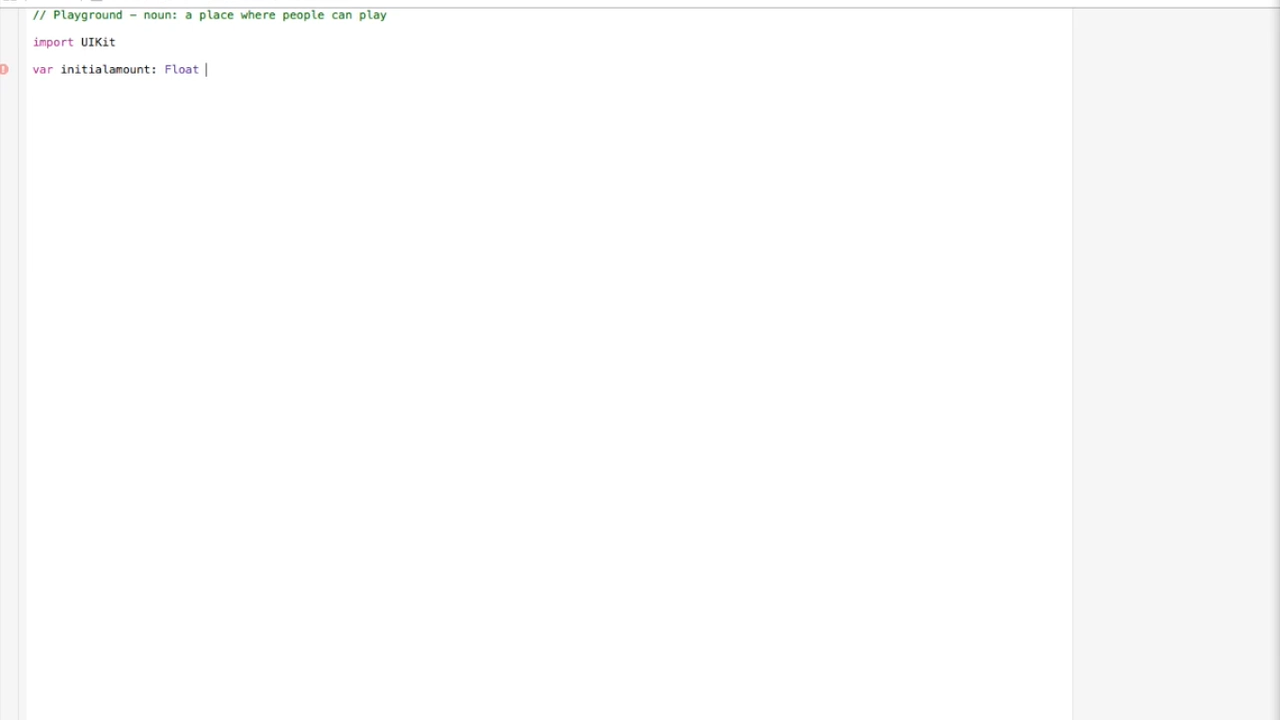 // Playground – noun: a place where people can play
import UIKit
var initialamount: Float